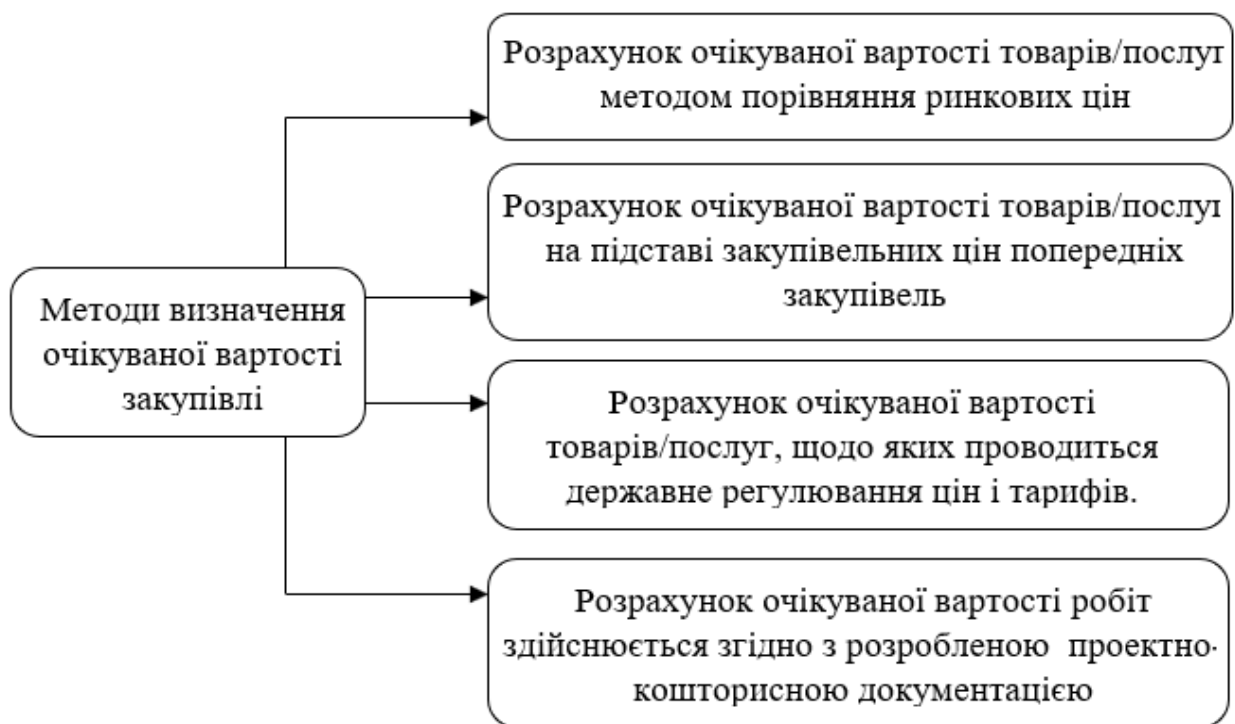 Розрахунок очікуваної вартості товарів/послуг
методом порівняння ринкових цін
Розрахунок очікуваної вартості товарів/послуг
на підставі закупівельних цін попередніх
закупівель
Методи визначення
очікуваної вартості
закупівлі
Розрахунок очікуваної вартості
товарів/послуг, щодо яких проводиться
державне регулювання цін і тарифів.
Розрахунок очікуваної вартості робіт
здійснюється згідно з розробленою проектно-
кошторисною документацією